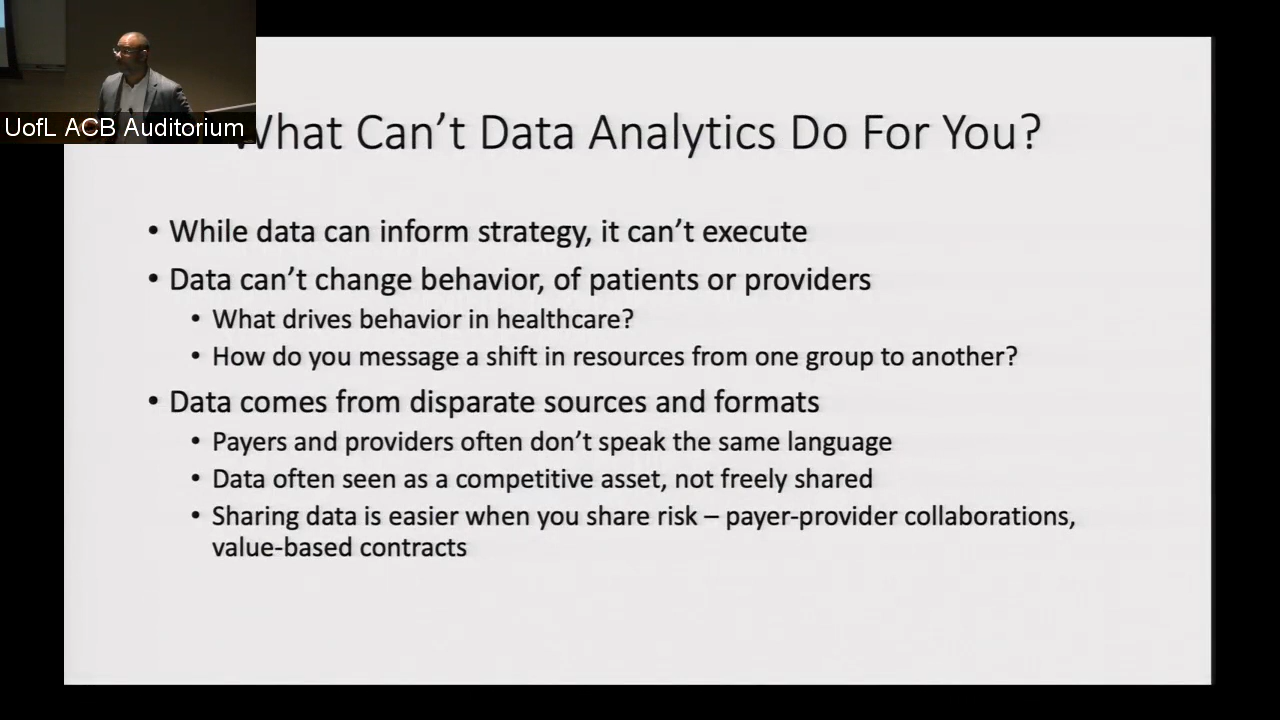 UofL ACB Auditorium
What Can't Data Analytics Do For You?
• While data can inform strategy, it can't execute
• Data can't change behavior, of patients or providers
• What drives behavior in healthcare?
• How do you message a shift in resources from one group to another?
• Data comes from disparate sources and formats
• Payers and providers often don't speak the same language
• Data often seen as a competitive asset, not freely shared
• Sharing data is easier when you share risk – payer-provider collaborations,
value-based contracts